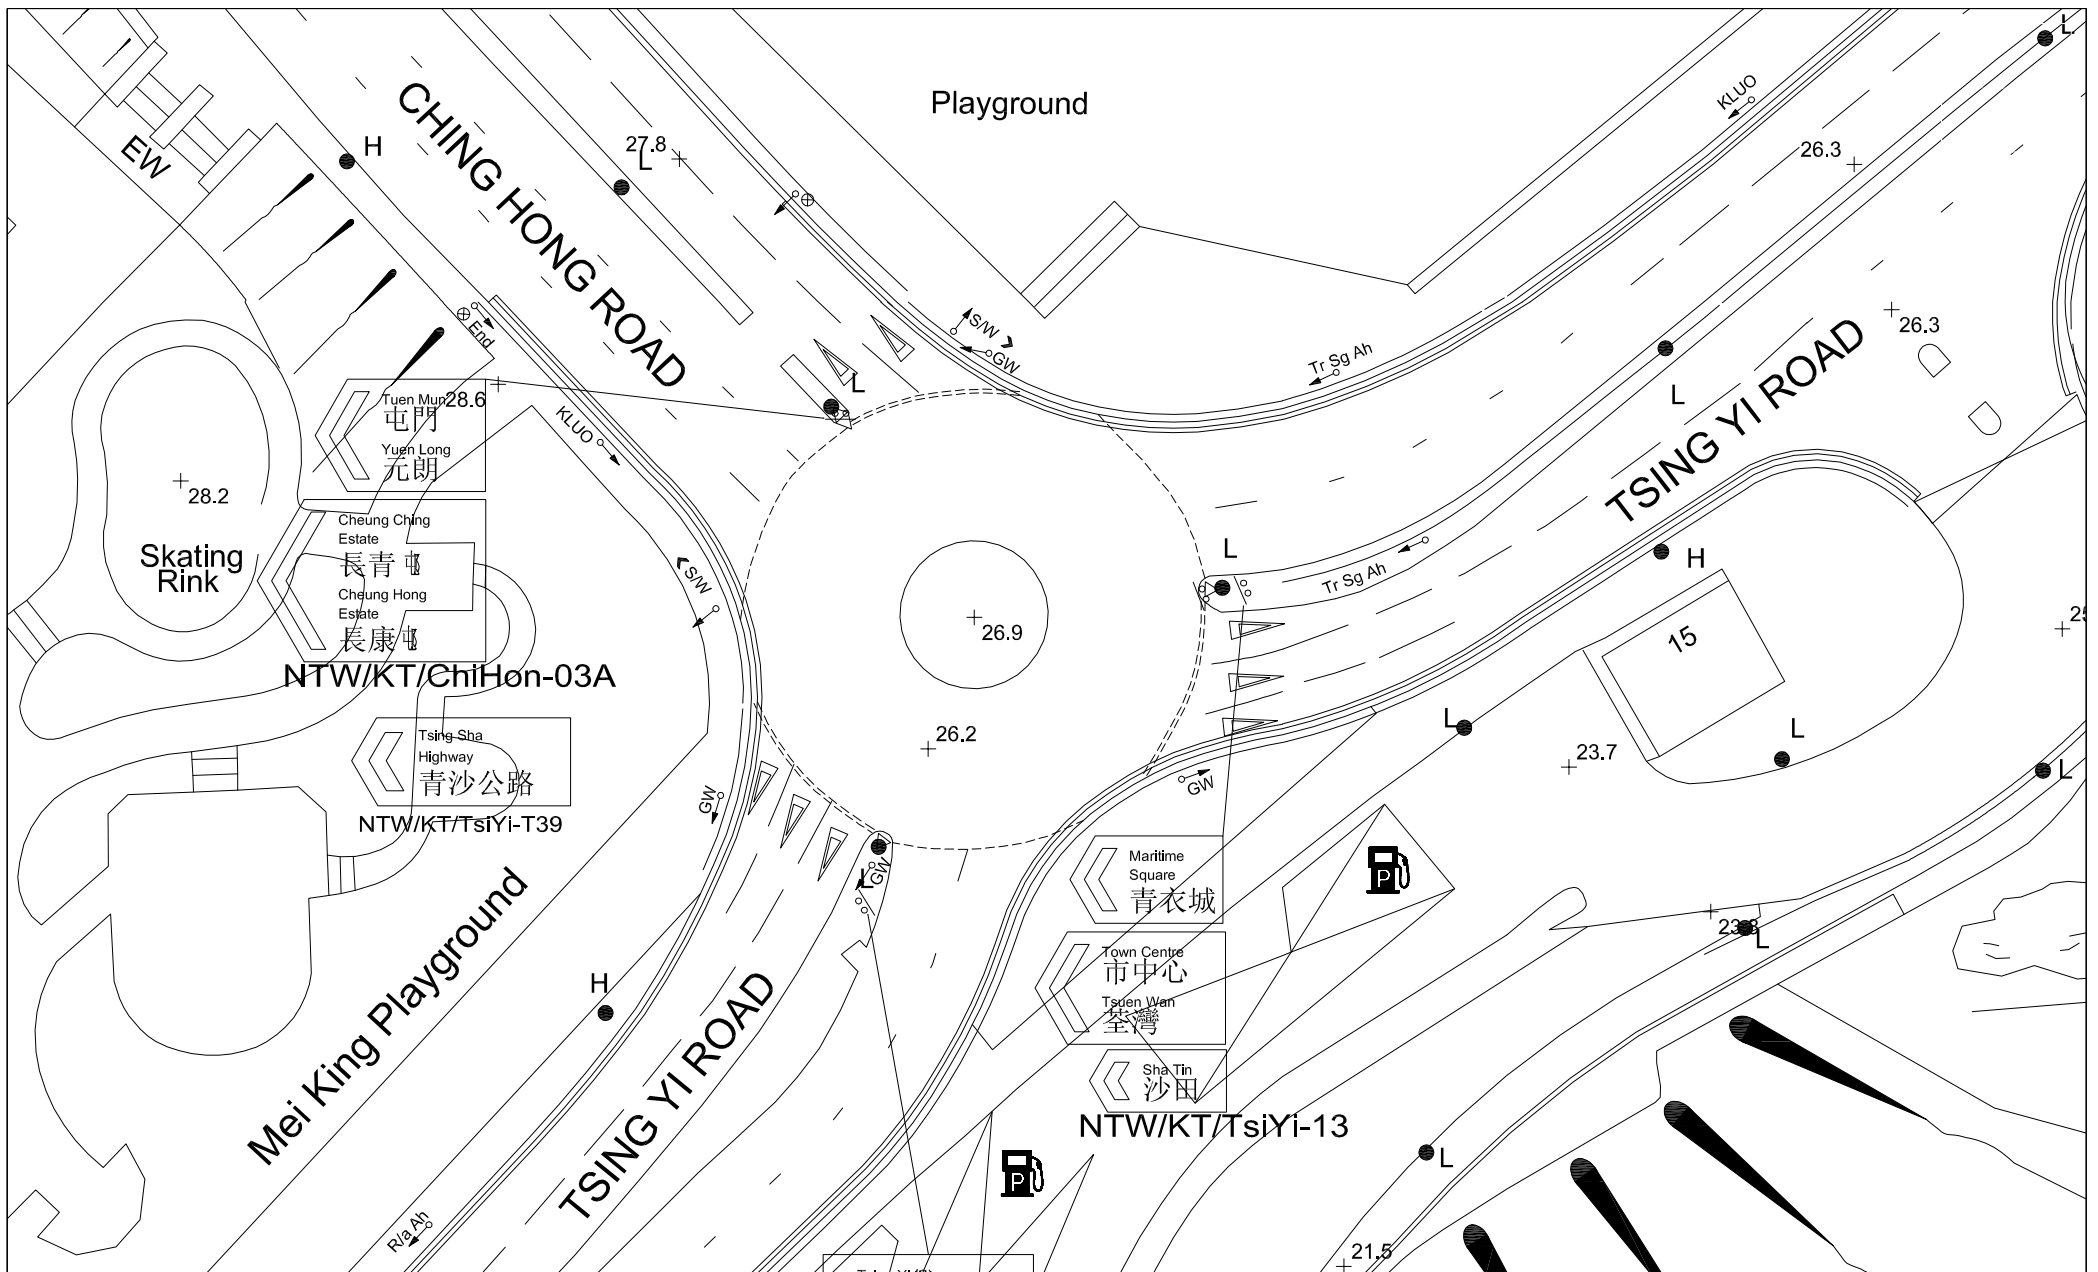 L
Playground
KLUO
CHING HONG ROAD
H
27.8
L
26.3
EW
26.3
S/W
GW
Tr Sg Ah
End
TSING YI ROAD
L
L
Tuen Mun
屯門
28.6
Yuen Long
元朗
KLUO
28.2
Skating
Rink
Cheung Ching
Estate
長青邨
Cheung Hong
Estate
長康邨
NTW/KT/ChiHon-03A
S/W
L
Tr Sg Ah
H
26.9
15
26.2
L
L
23.7
L
Tsing Sha
Highway
青沙公路
NTW/KT/TsiYi-T39
GW
GW
GW
L
Maritime
Square
青衣城
P
23.8
L
Town Centre
市中心
Tsuen Wan
荃灣
Sha Tin
沙田
NTW/KT/TsiYi-13
Mei King Playground
H
TSING YI ROAD
P
L
R/a Ah
21.5